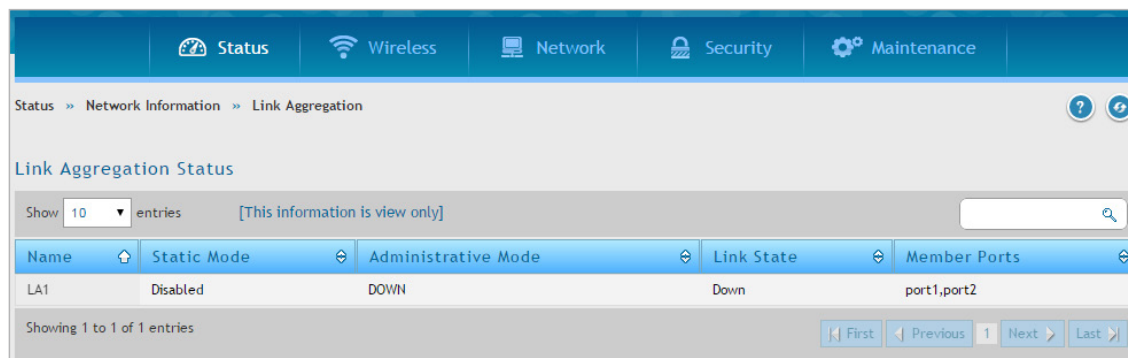 Status Wireless Network Security Maintenance
Status » Network Information » Link Aggregation ?
Link Aggregation Status
Show 10 entries [This information is view only]
Name Static Mode Administrative Mode Link State Member Ports
LA1 Disabled DOWN Down port1,port2
Showing 1 to 1 of 1 entries First Previous 1 Next Last